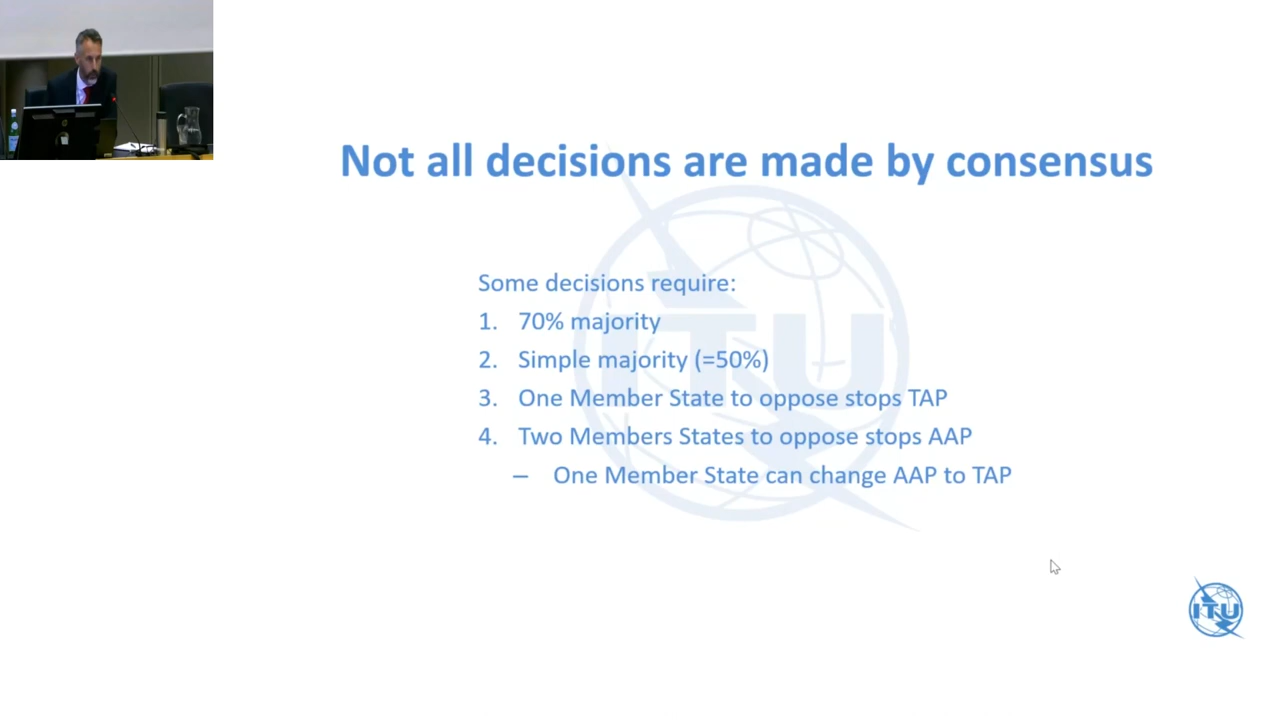 Not all decisions are made by consensus
Some decisions require:
1. 70% majority
2. Simple majority (=50%)
3. One Member State to oppose stops TAP
4. Two Members States to oppose stops AAP
– One Member State can change AAP to TAP
ITU
ITU